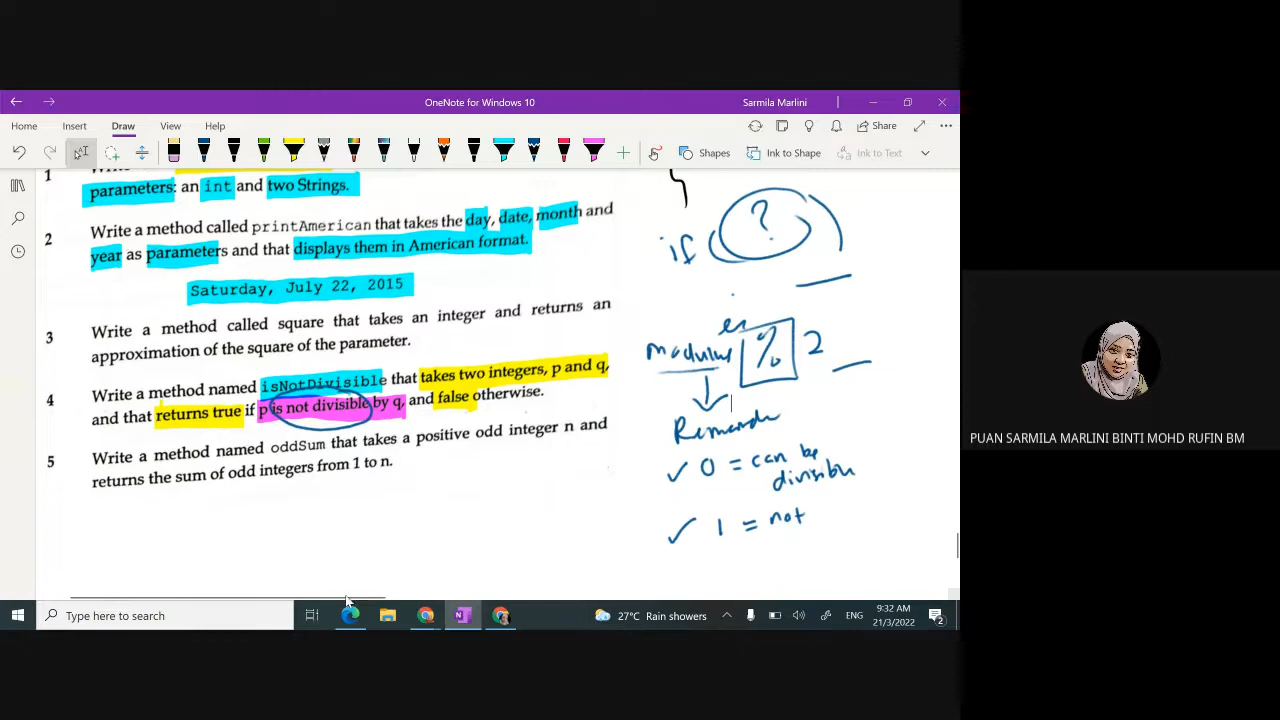 OneNote for Windows 10
Sarmila Marlini
Home Insert Draw View Help
Share
Shapes Ink to Shape Ink to Text
1
parameters: an int and two Strings.
2 Write a method called printAmerican that takes the day, date, month and
year as parameters and that displays them in American format.
Saturday, July 22, 2015
3 Write a method called square that takes an integer and returns an
approximation of the square of the parameter.
4 Write a method named isNotDivisible that takes two integers, p and q,
and that returns true if p is not divisible by q, and false otherwise.
5 Write a method named oddSum that takes a positive odd integer n and
returns the sum of odd integers from 1 to n.
if ( ? )
modulus % 2
0 = can be
1 = not
PUAN SARMILA MARLINI BINTI MOHD RUFIN BM
Type here to search
27°C Rain showers
ENG
9:32 AM
21/3/2022
2